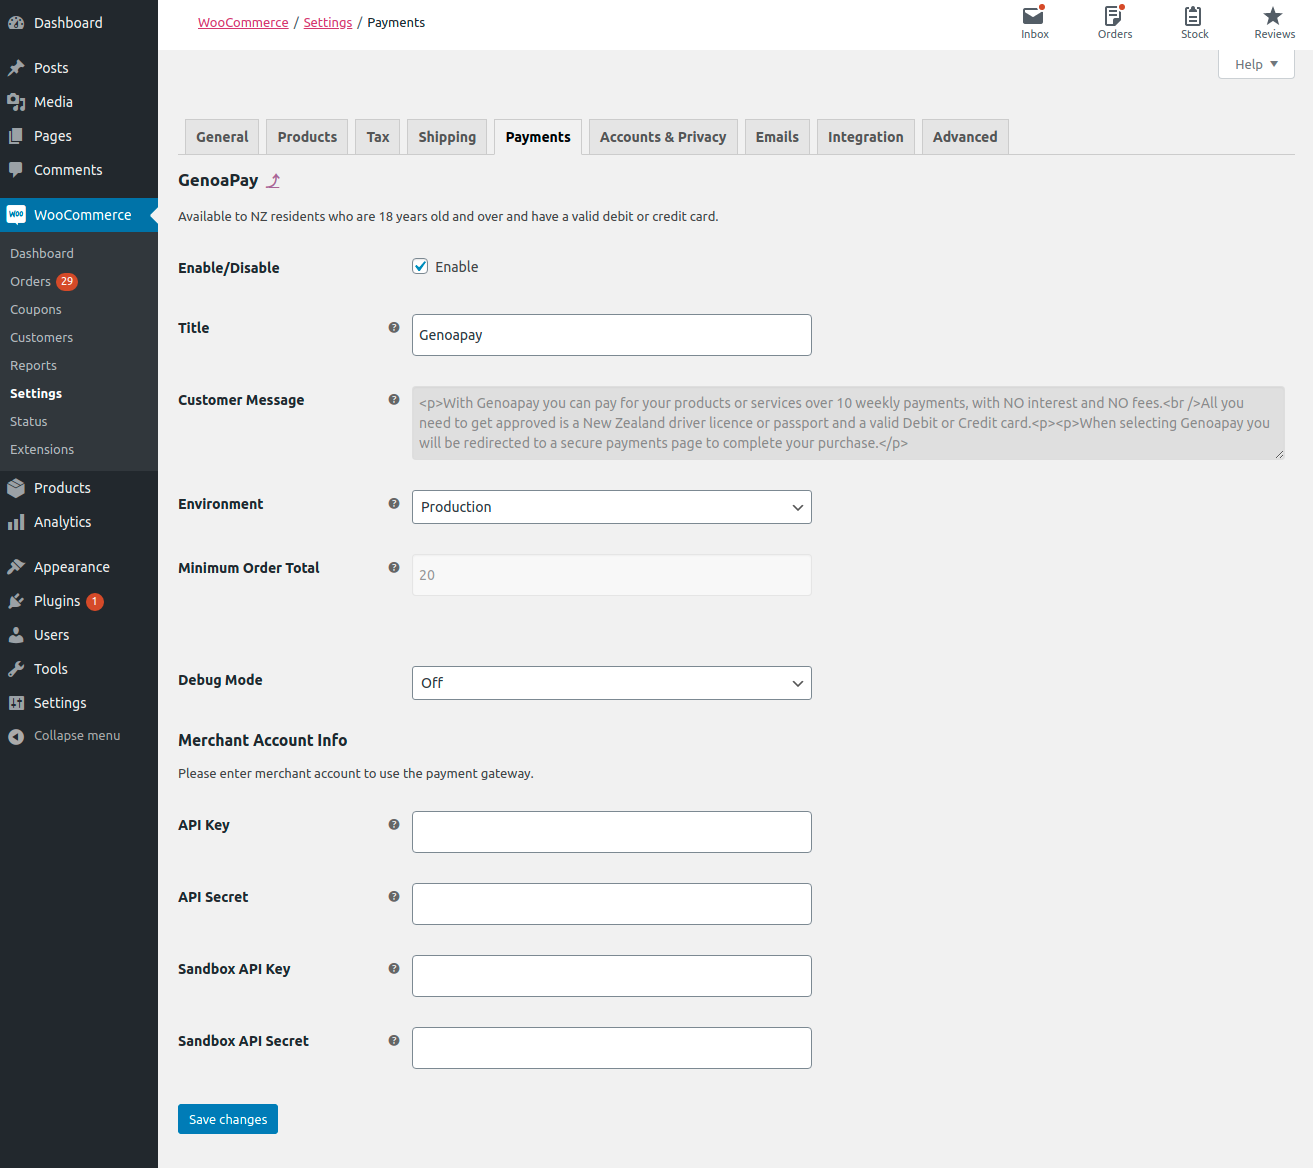 Dashboard
Posts
Media
Pages
Comments
WOO WooCommerce
Dashboard
Orders 29
Coupons
Customers
Reports
Settings
Status
Extensions
Products
Analytics
Appearance
Plugins 1
Users
Tools
Settings
Collapse menu
WooCommerce / Settings / Payments
Inbox
Orders
Stock
Reviews
Help
General
Products
Tax
Shipping
Payments
Accounts & Privacy
Emails
Integration
Advanced
GenoaPay
Available to NZ residents who are 18 years old and over and have a valid debit or credit card.
Enable/Disable
Enable
Title
?
Genoapay
Customer Message
?
<p>With Genoapay you can pay for your products or services over 10 weekly payments, with NO interest and NO fees.<br />All you
need to get approved is a New Zealand driver licence or passport and a valid Debit or Credit card.<p><p>When selecting Genoapay you
will be redirected to a secure payments page to complete your purchase.</p>
Environment
?
Production
Minimum Order Total
?
20
Debug Mode
Off
Merchant Account Info
Please enter merchant account to use the payment gateway.
API Key
?
API Secret
?
Sandbox API Key
?
Sandbox API Secret
?
Save changes